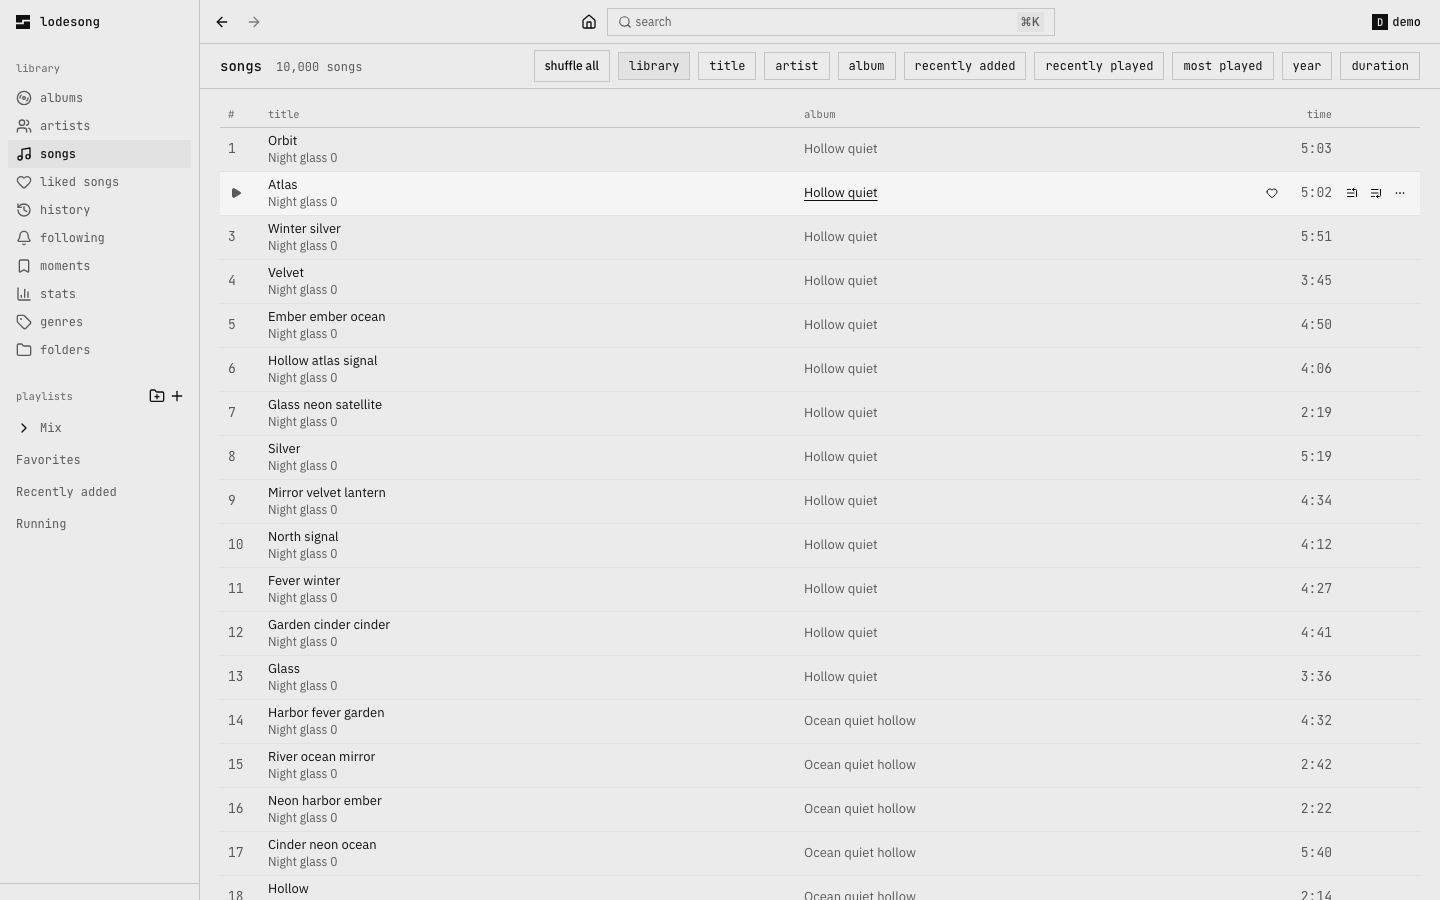 lodesong
search
⌘K
D demo
library
albums
artists
songs
liked songs
history
following
moments
stats
genres
folders
playlists
Mix
Favorites
Recently added
Running
songs 10,000 songs
shuffle all library title artist album recently added recently played most played year duration
# title album time
1 Orbit Hollow quiet 5:03
Night glass 0
Atlas Hollow quiet 5:02 ...
Night glass 0
3 Winter silver Hollow quiet 5:51
Night glass 0
4 Velvet Hollow quiet 3:45
Night glass 0
5 Ember ember ocean Hollow quiet 4:50
Night glass 0
6 Hollow atlas signal Hollow quiet 4:06
Night glass 0
7 Glass neon satellite Hollow quiet 2:19
Night glass 0
8 Silver Hollow quiet 5:19
Night glass 0
9 Mirror velvet lantern Hollow quiet 4:34
Night glass 0
10 North signal Hollow quiet 4:12
Night glass 0
11 Fever winter Hollow quiet 4:27
Night glass 0
12 Garden cinder cinder Hollow quiet 4:41
Night glass 0
13 Glass Hollow quiet 3:36
Night glass 0
14 Harbor fever garden Ocean quiet hollow 4:32
Night glass 0
15 River ocean mirror Ocean quiet hollow 2:42
Night glass 0
16 Neon harbor ember Ocean quiet hollow 2:22
Night glass 0
17 Cinder neon ocean Ocean quiet hollow 5:40
Night glass 0
18 Hollow Ocean quiet hollow 2:14